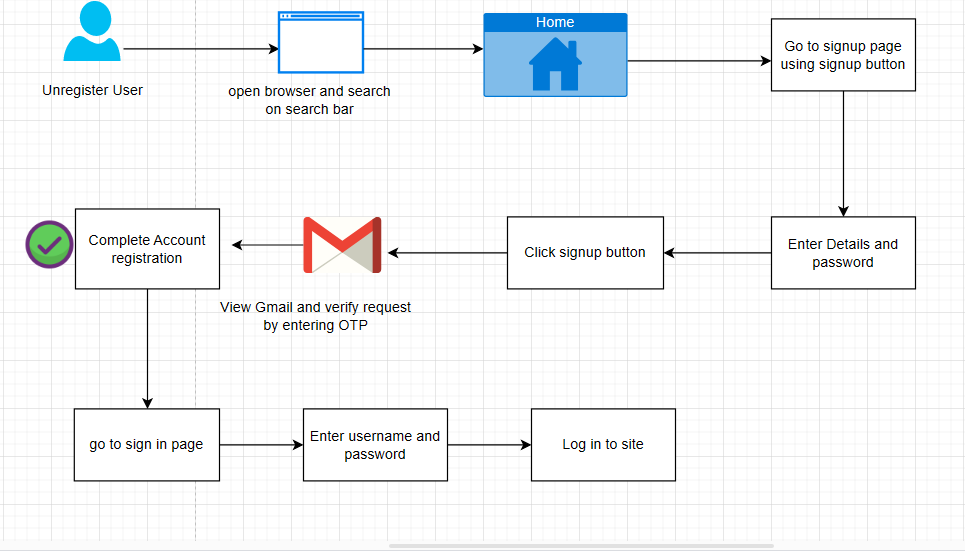 Home
Go to signup page
using signup button
Unregister User
open browser and search
on search bar
Enter Details and
password
Click signup button
Complete Account
registration
View Gmail and verify request
by entering OTP
go to sign in page
Enter username and
password
Log in to site